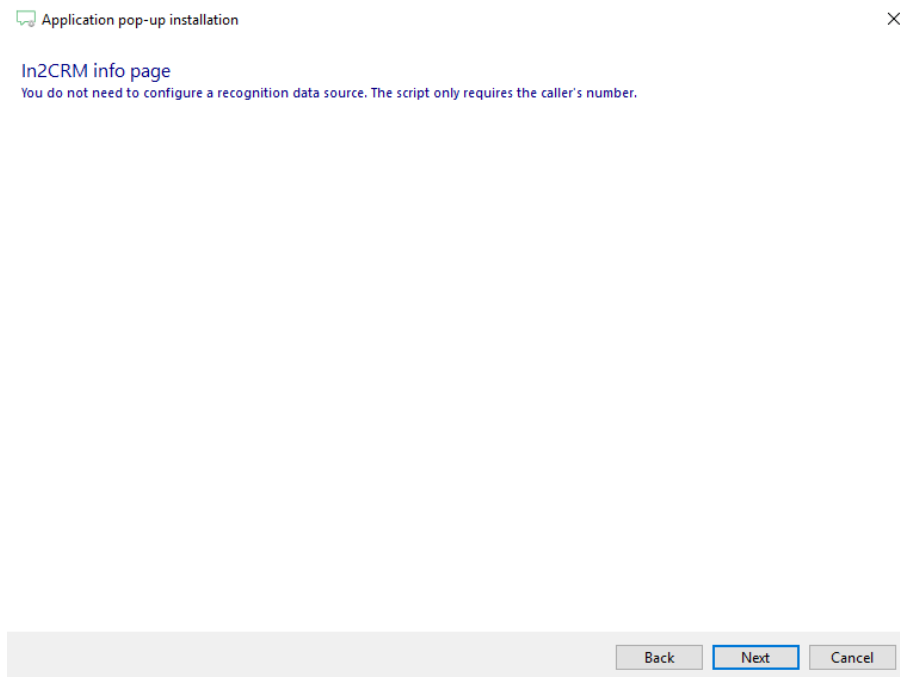 Application pop-up installation
In2CRM info page
You do not need to configure a recognition data source. The script only requires the caller's number.
Back Next Cancel